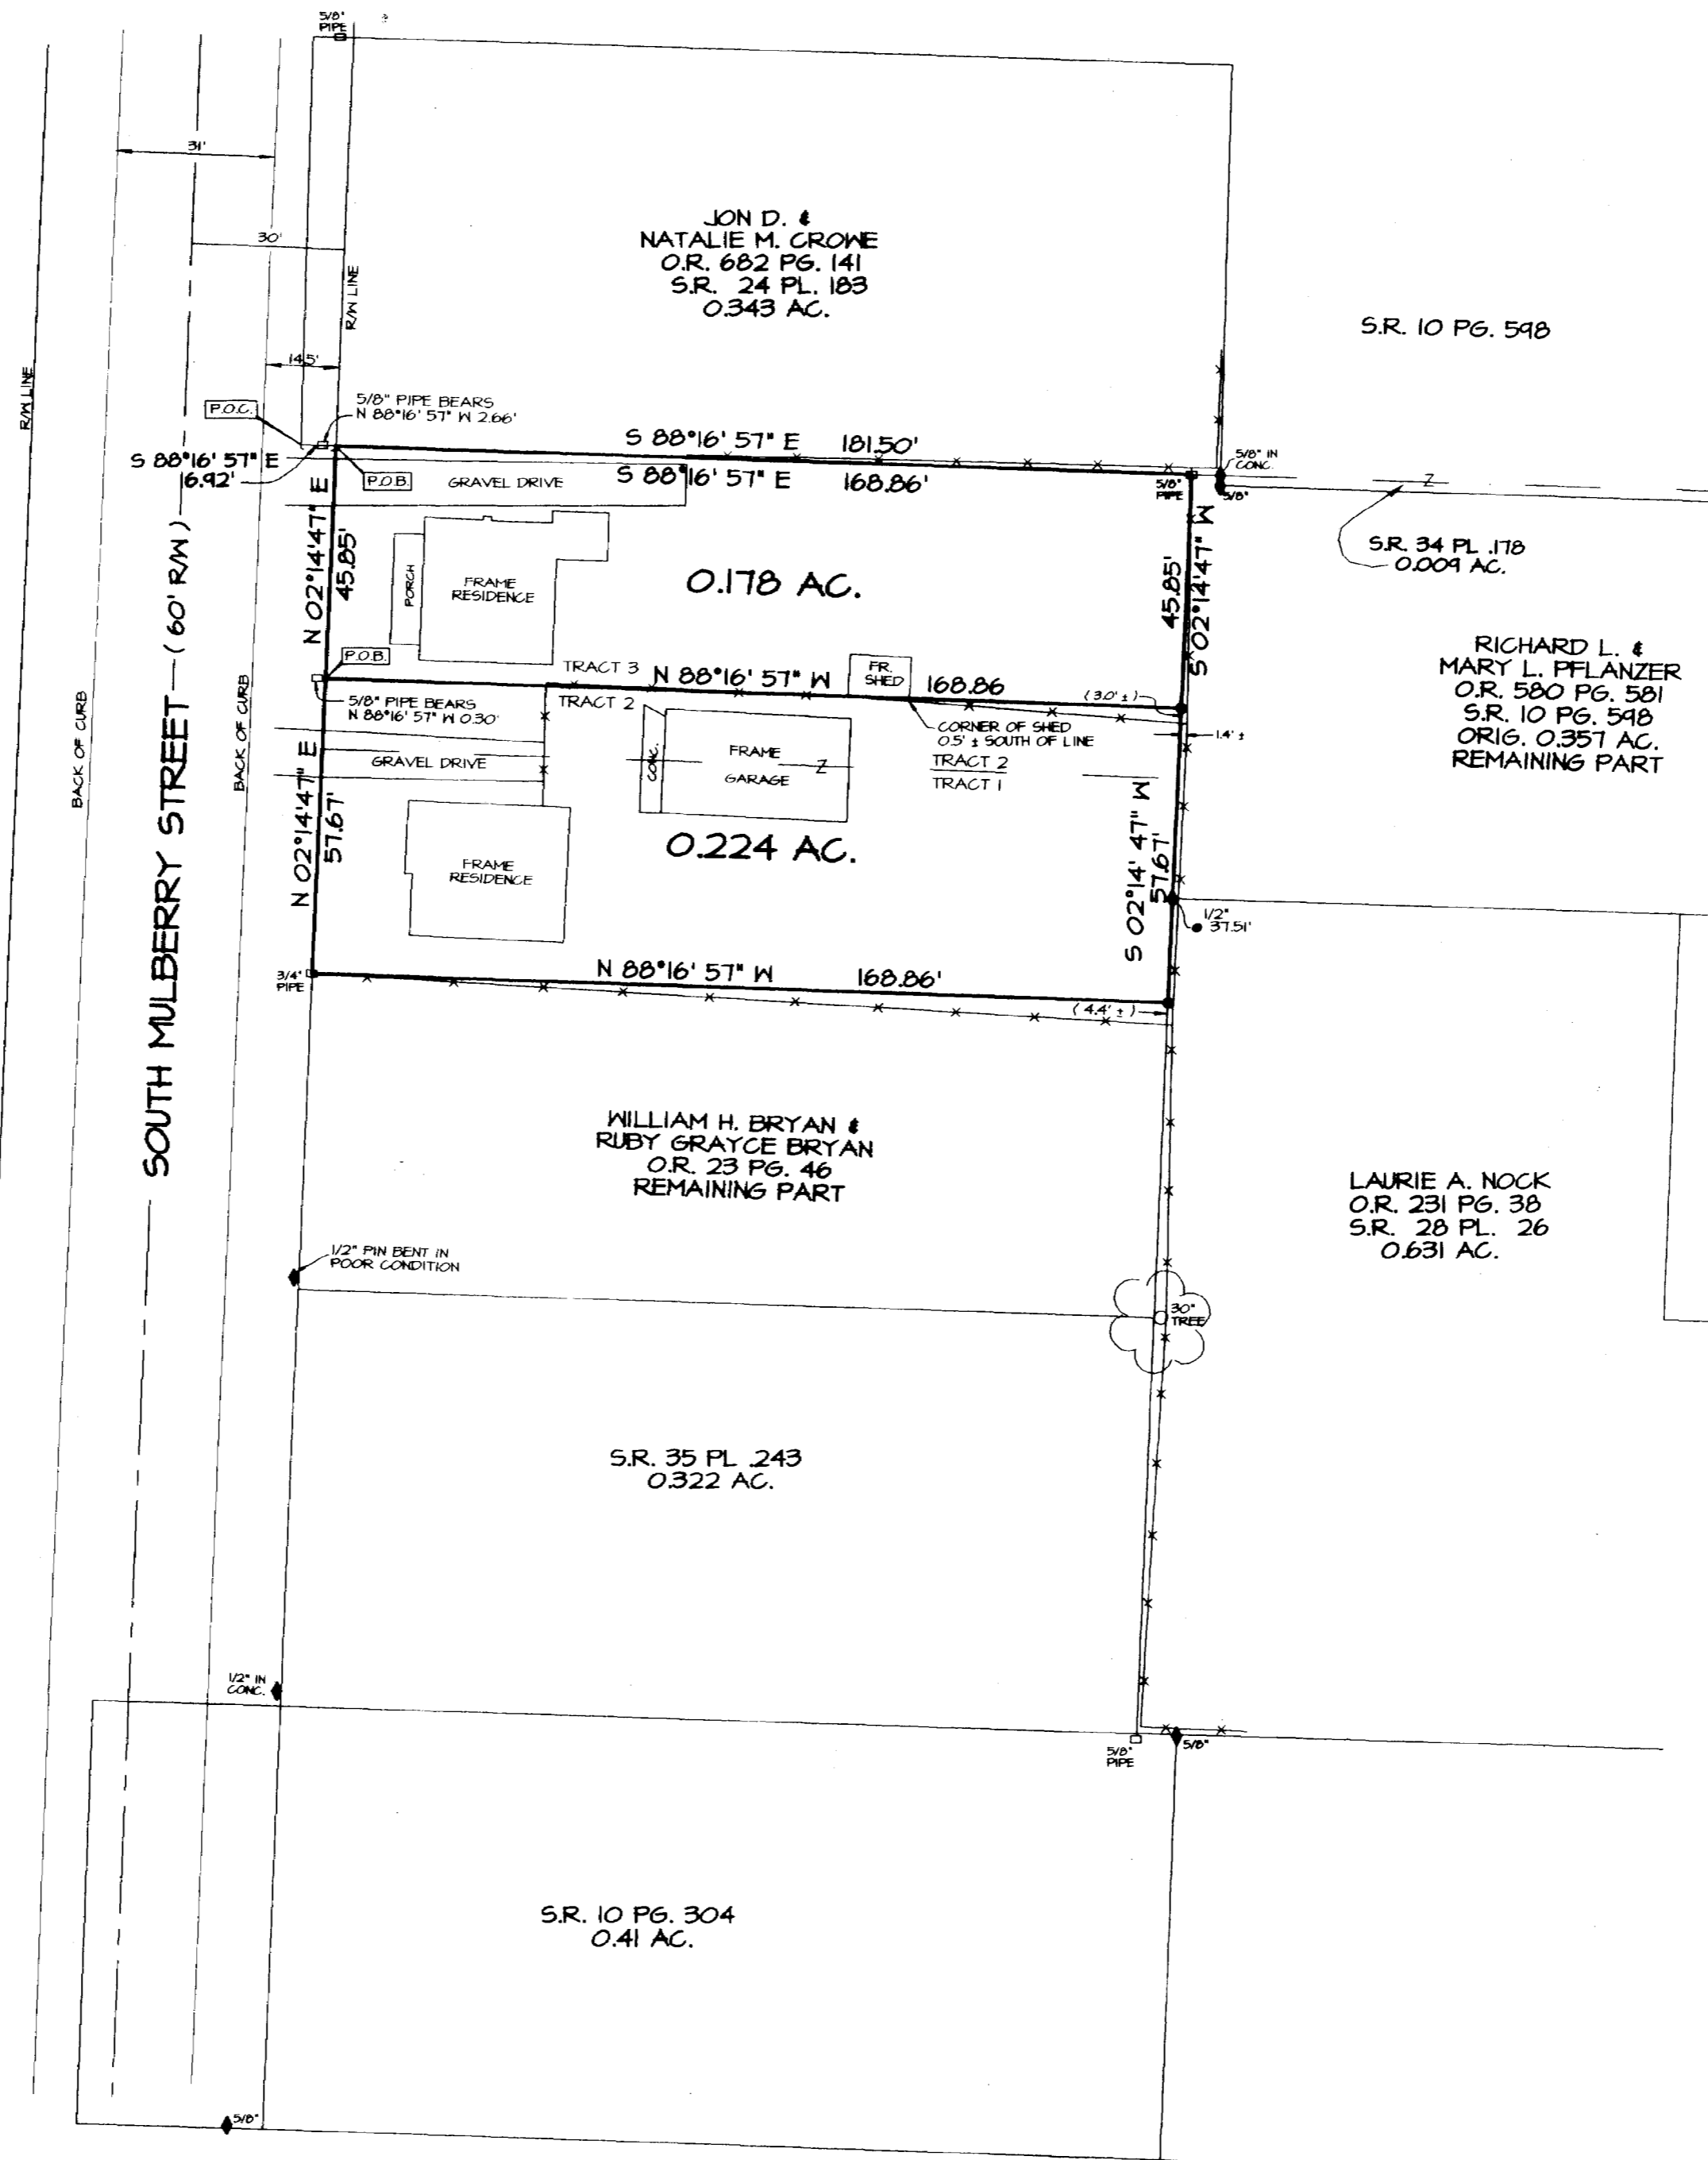 5/8"
PIPE
31'
30'
R/W LINE
14.5'
R/W LINE
JON D. &
NATALIE M. CROWE
O.R. 682 PG. 141
S.R. 24 PL. 183
0.343 AC.
S.R. 10 PG. 598
P.O.C.
5/8" PIPE BEARS
N 88°16' 57" W 2.66'
S 88°16' 57" E
6.92'
P.O.B.
S 88°16' 57" E 181.50'
S 88°16' 57" E 168.86'
GRAVEL DRIVE
5/8" IN
CONC.
5/8"
PIPE
5/8"
Z
S.R. 34 PL .178
0.009 AC.
N 02°14'47" E
45.85'
PORCH
FRAME
RESIDENCE
0.178 AC.
45.85'
S 02°14'47" W
P.O.B.
5/8" PIPE BEARS
N 88°16' 57" W 0.30'
TRACT 3
TRACT 2
N 88°16' 57" W 168.86
FR.
SHED
(3.0' ±)
1.4' ±
CORNER OF SHED
0.5' ± SOUTH OF LINE
TRACT 2
TRACT 1
RICHARD L. &
MARY L. PFLANZER
O.R. 580 PG. 581
S.R. 10 PG. 598
ORIG. 0.357 AC.
REMAINING PART
BACK OF CURB
BACK OF CURB
SOUTH MULBERRY STREET (60' R/W)
GRAVEL DRIVE
CONC.
FRAME
GARAGE
Z
N 02°14'47" E
57.67'
0.224 AC.
FRAME
RESIDENCE
S 02°14' 47" W
57.67'
1/2"
37.51'
3/4"
PIPE
N 88°16' 57" W 168.86'
(4.4' ±)
WILLIAM H. BRYAN &
RUBY GRAYCE BRYAN
O.R. 23 PG. 46
REMAINING PART
LAURIE A. NOCK
O.R. 231 PG. 38
S.R. 28 PL. 26
0.631 AC.
1/2" PIN BENT IN
POOR CONDITION
30"
TREE
BACK OF CURB
BACK OF CURB
S.R. 35 PL .243
0.322 AC.
1/2" IN
CONC.
5/8"
PIPE
5/8"
S.R. 10 PG. 304
0.41 AC.
5/8"